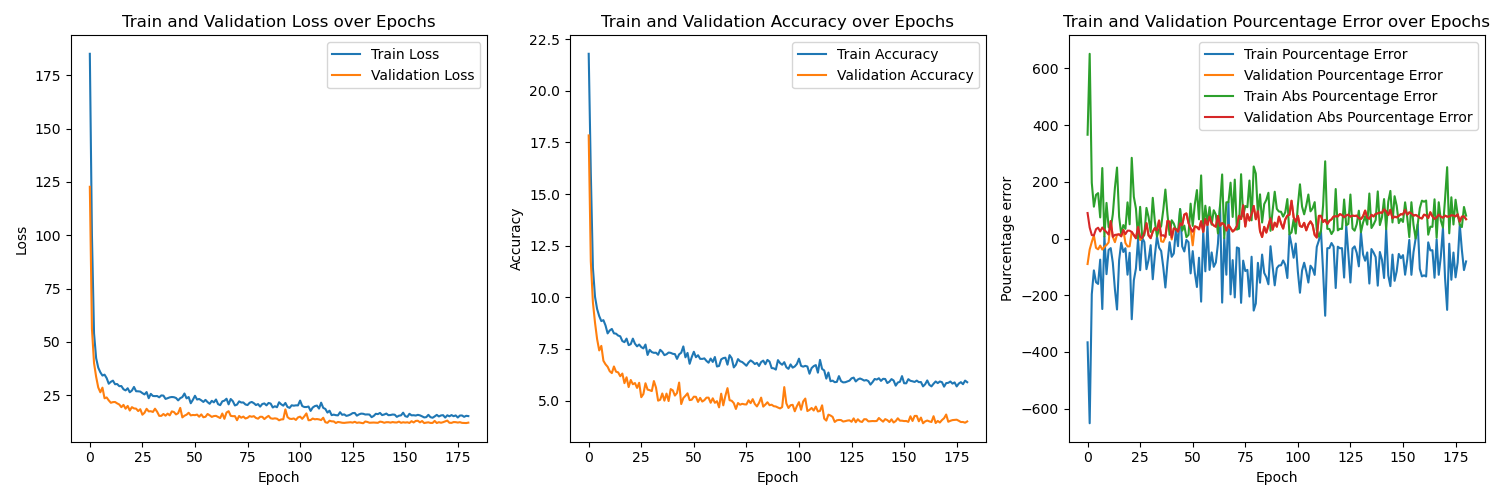 Train and Validation Loss over Epochs
Train Loss
Validation Loss
175
150
125
100
75
50
25
Loss
0 25 50 75 100 125 150 175
Epoch
Train and Validation Accuracy over Epochs
Train Accuracy
Validation Accuracy
22.5
20.0
17.5
15.0
12.5
10.0
7.5
5.0
Accuracy
0 25 50 75 100 125 150 175
Epoch
Train and Validation Pourcentage Error over Epochs
Train Pourcentage Error
Validation Pourcentage Error
Train Abs Pourcentage Error
Validation Abs Pourcentage Error
600
400
200
0
−200
−400
−600
Pourcentage error
0 25 50 75 100 125 150 175
Epoch